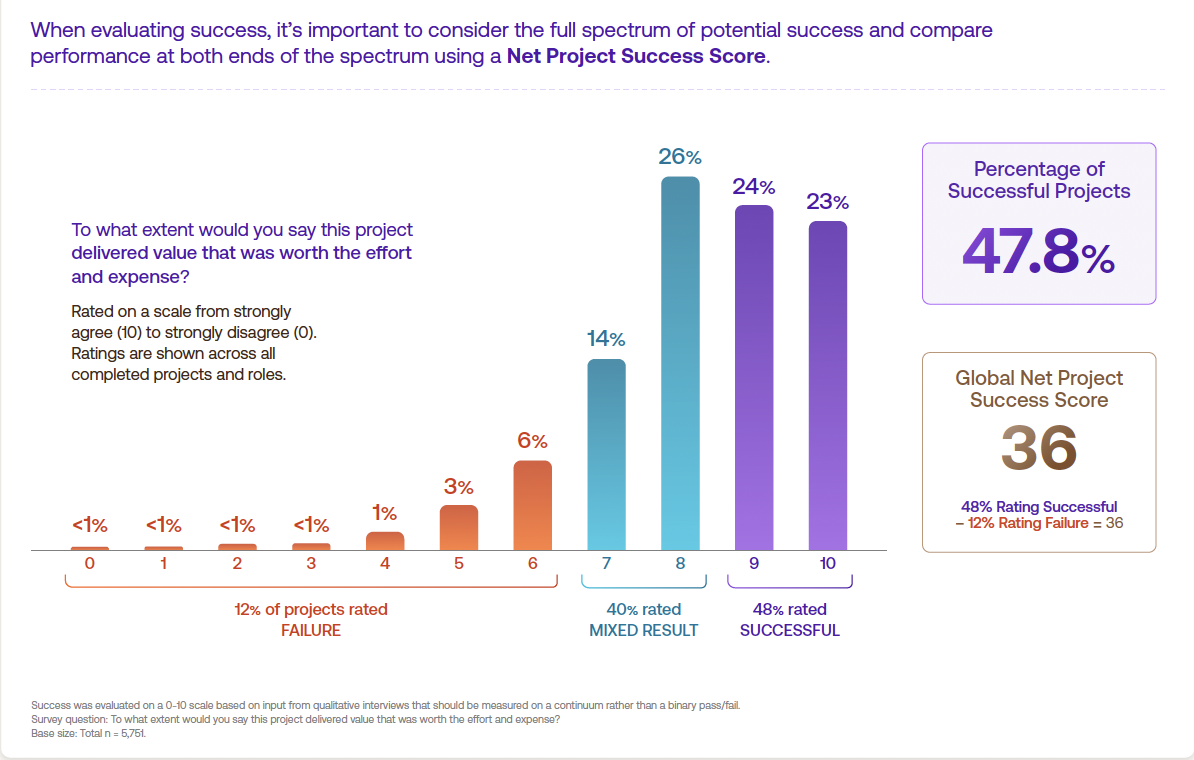 When evaluating success, it's important to consider the full spectrum of potential success and compare
performance at both ends of the spectrum using a Net Project Success Score.
To what extent would you say this project
delivered value that was worth the effort
and expense?
Rated on a scale from strongly
agree (10) to strongly disagree (0).
Ratings are shown across all
completed projects and roles.
<1%
<1%
<1%
<1%
1%
3%
6%
14%
26%
24%
23%
0
1
2
3
4
5
6
7
8
9
10
12% of projects rated
FAILURE
40% rated
MIXED RESULT
48% rated
SUCCESSFUL
Percentage of
Successful Projects
47.8%
Global Net Project
Success Score
36
48% Rating Successful
– 12% Rating Failure = 36
Success was evaluated on a 0-10 scale based on input from qualitative interviews that should be measured on a continuum rather than a binary pass/fail.
Survey question: To what extent would you say this project delivered value that was worth the effort and expense?
Base size: Total n = 5,751.